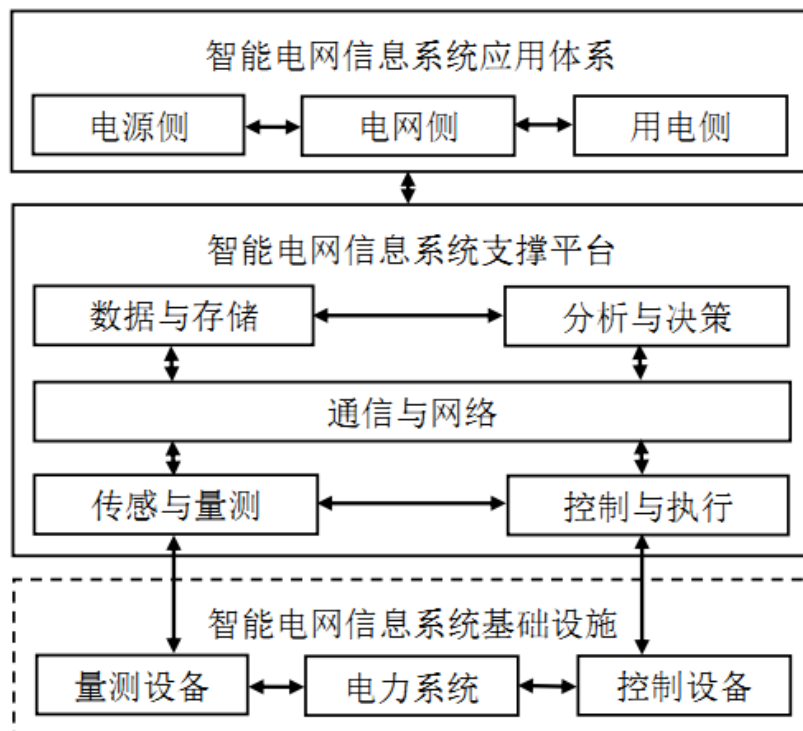 智能电网信息系统应用体系
电源侧 电网侧 用电侧
智能电网信息系统支撑平台
数据与存储 分析与决策
通信与网络
传感与量测 控制与执行
智能电网信息系统基础设施
量测设备 电力系统 控制设备